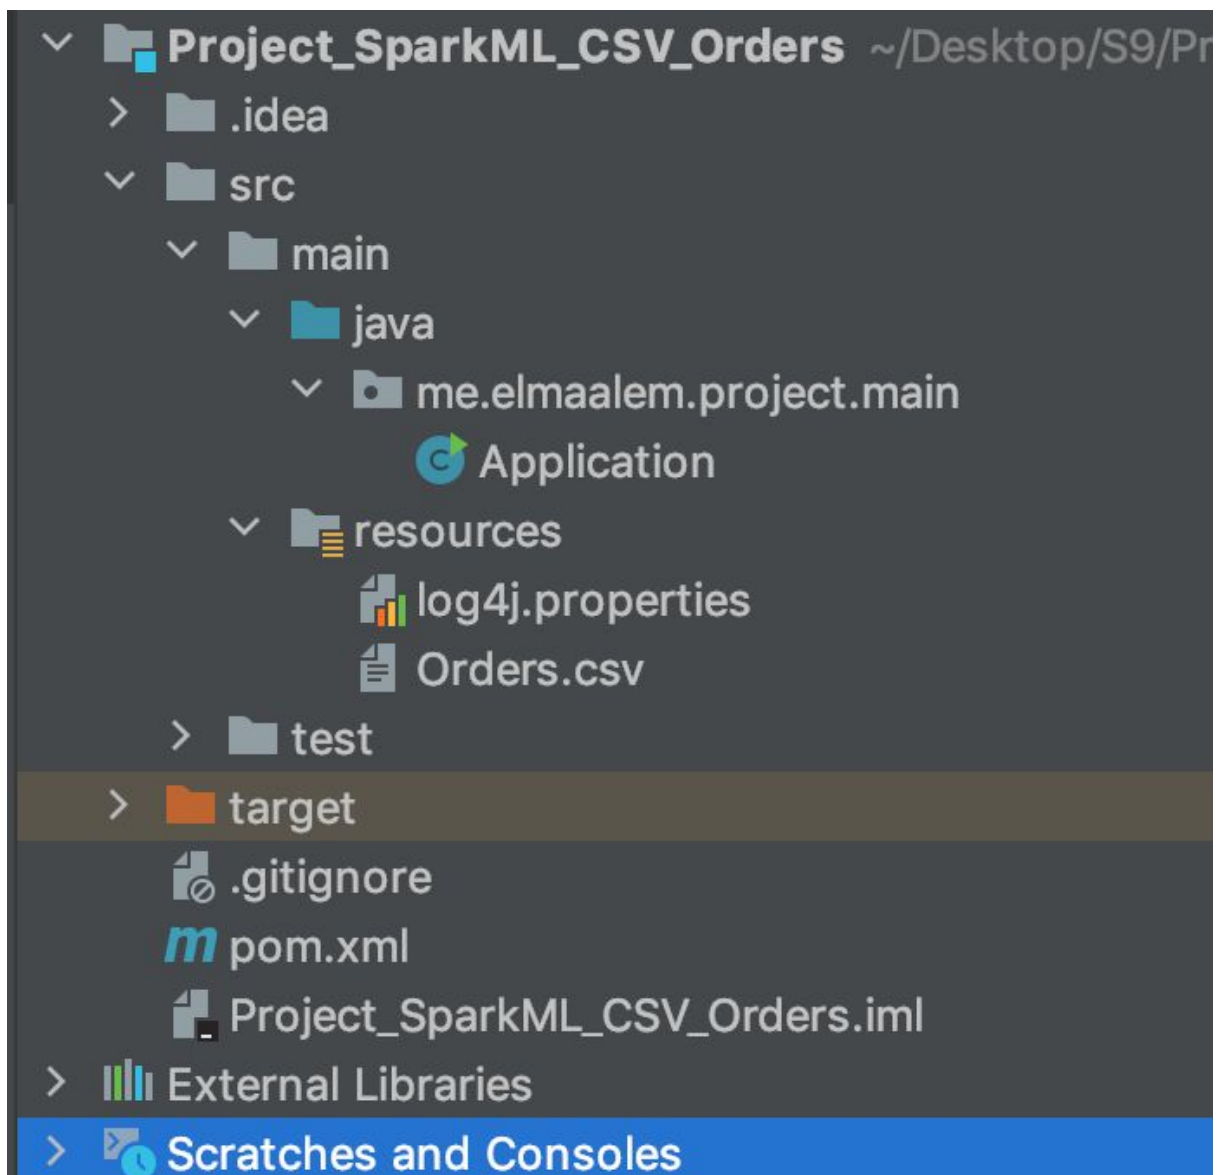 Project_SparkML_CSV_Orders ~/Desktop/S9/Pr
.idea
src
main
java
me.elmaalem.project.main
Application
resources
log4j.properties
Orders.csv
test
target
.gitignore
pom.xml
Project_SparkML_CSV_Orders.iml
External Libraries
Scratches and Consoles